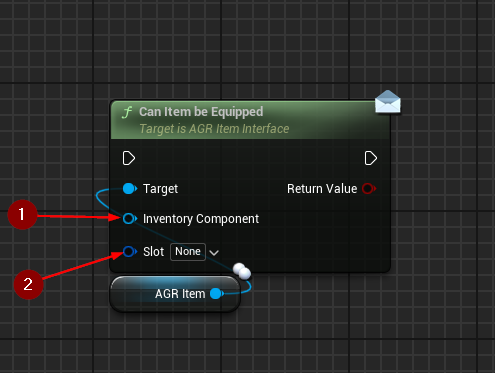 f Can Item be Equipped
Target is AGR Item Interface
Target
Return Value
1
Inventory Component
Slot None
2
AGR Item